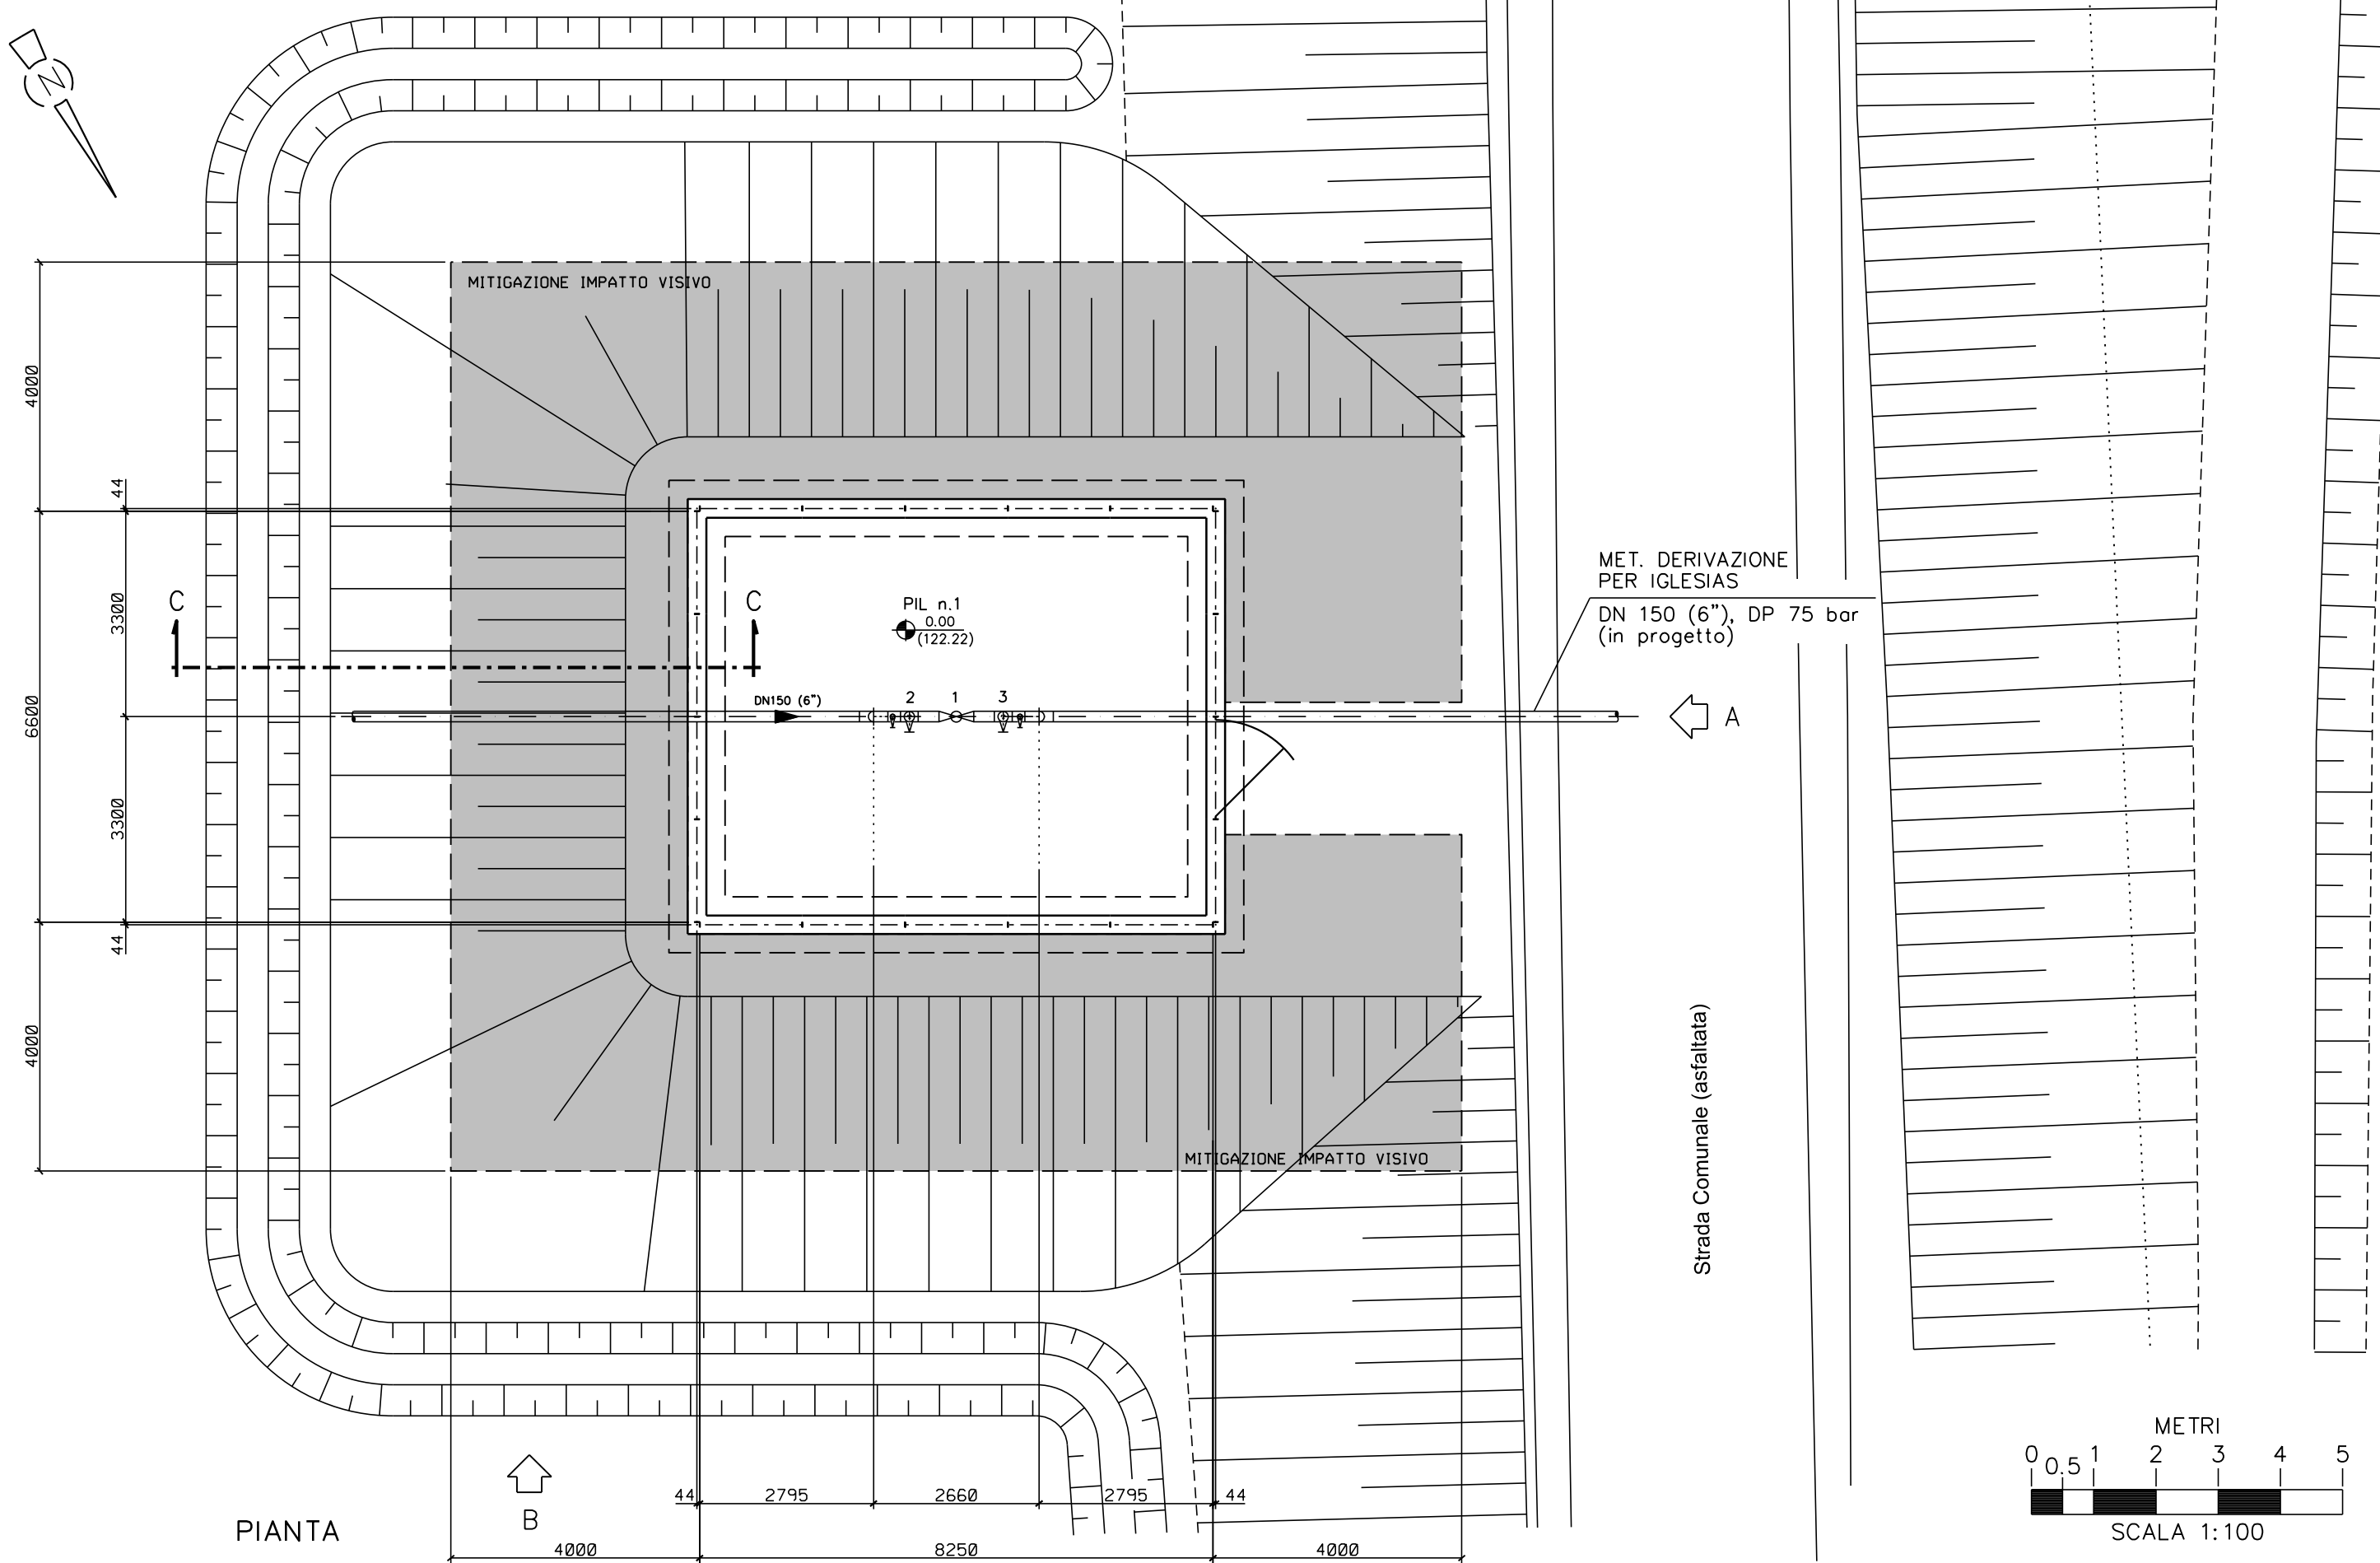 N
MITIGAZIONE IMPATTO VISIVO
4000
44
3300
6600
3300
44
4000
C
C
PIL n.1
0.00
(122.22)
DN150 (6")
2
1
3
MET. DERIVAZIONE
PER IGLESIAS
DN 150 (6"), DP 75 bar
(in progetto)
A
Strada Comunale (asfaltata)
MITIGAZIONE IMPATTO VISIVO
METRI
0
0.5
1
2
3
4
5
SCALA 1:100
44
2795
2660
2795
44
B
PIANTA
4000
8250
4000